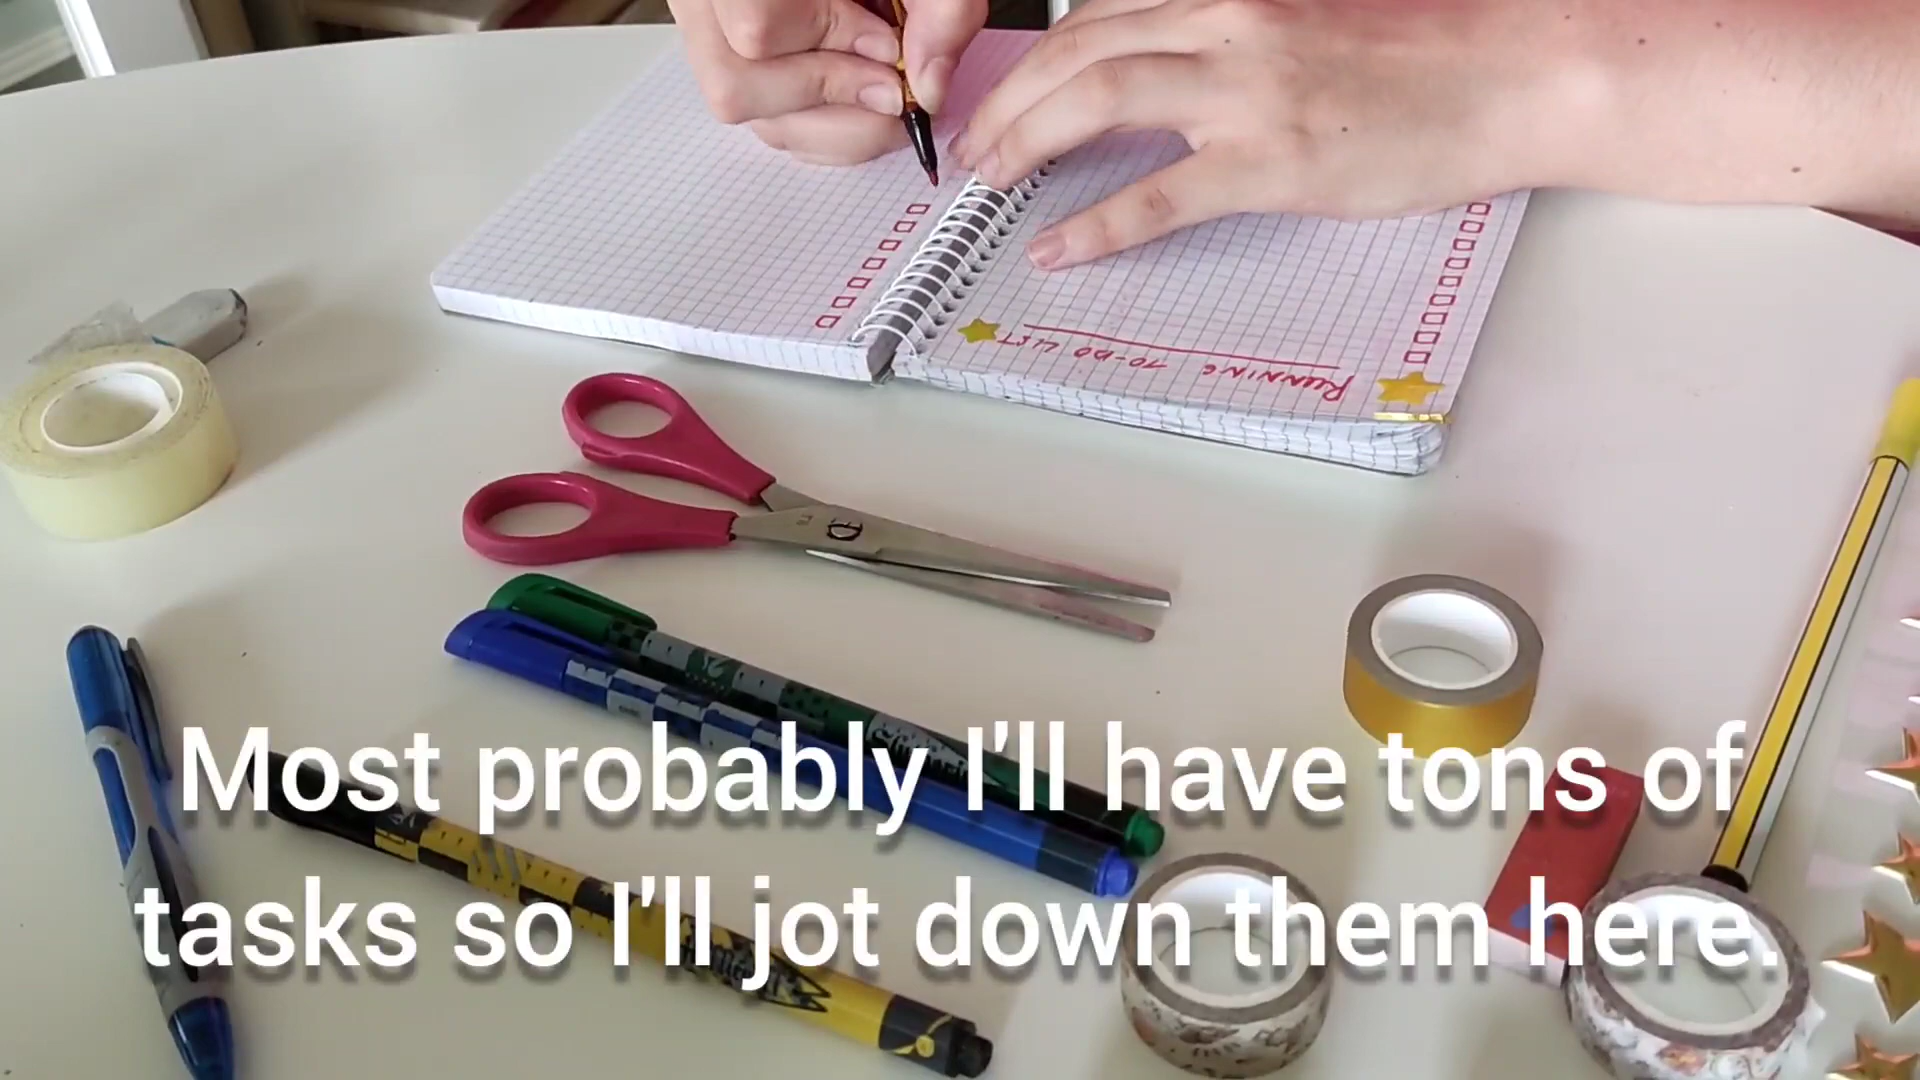 RUNNING TO-DO LIST
Most probably I'll have tons of
tasks so I'll jot down them here.